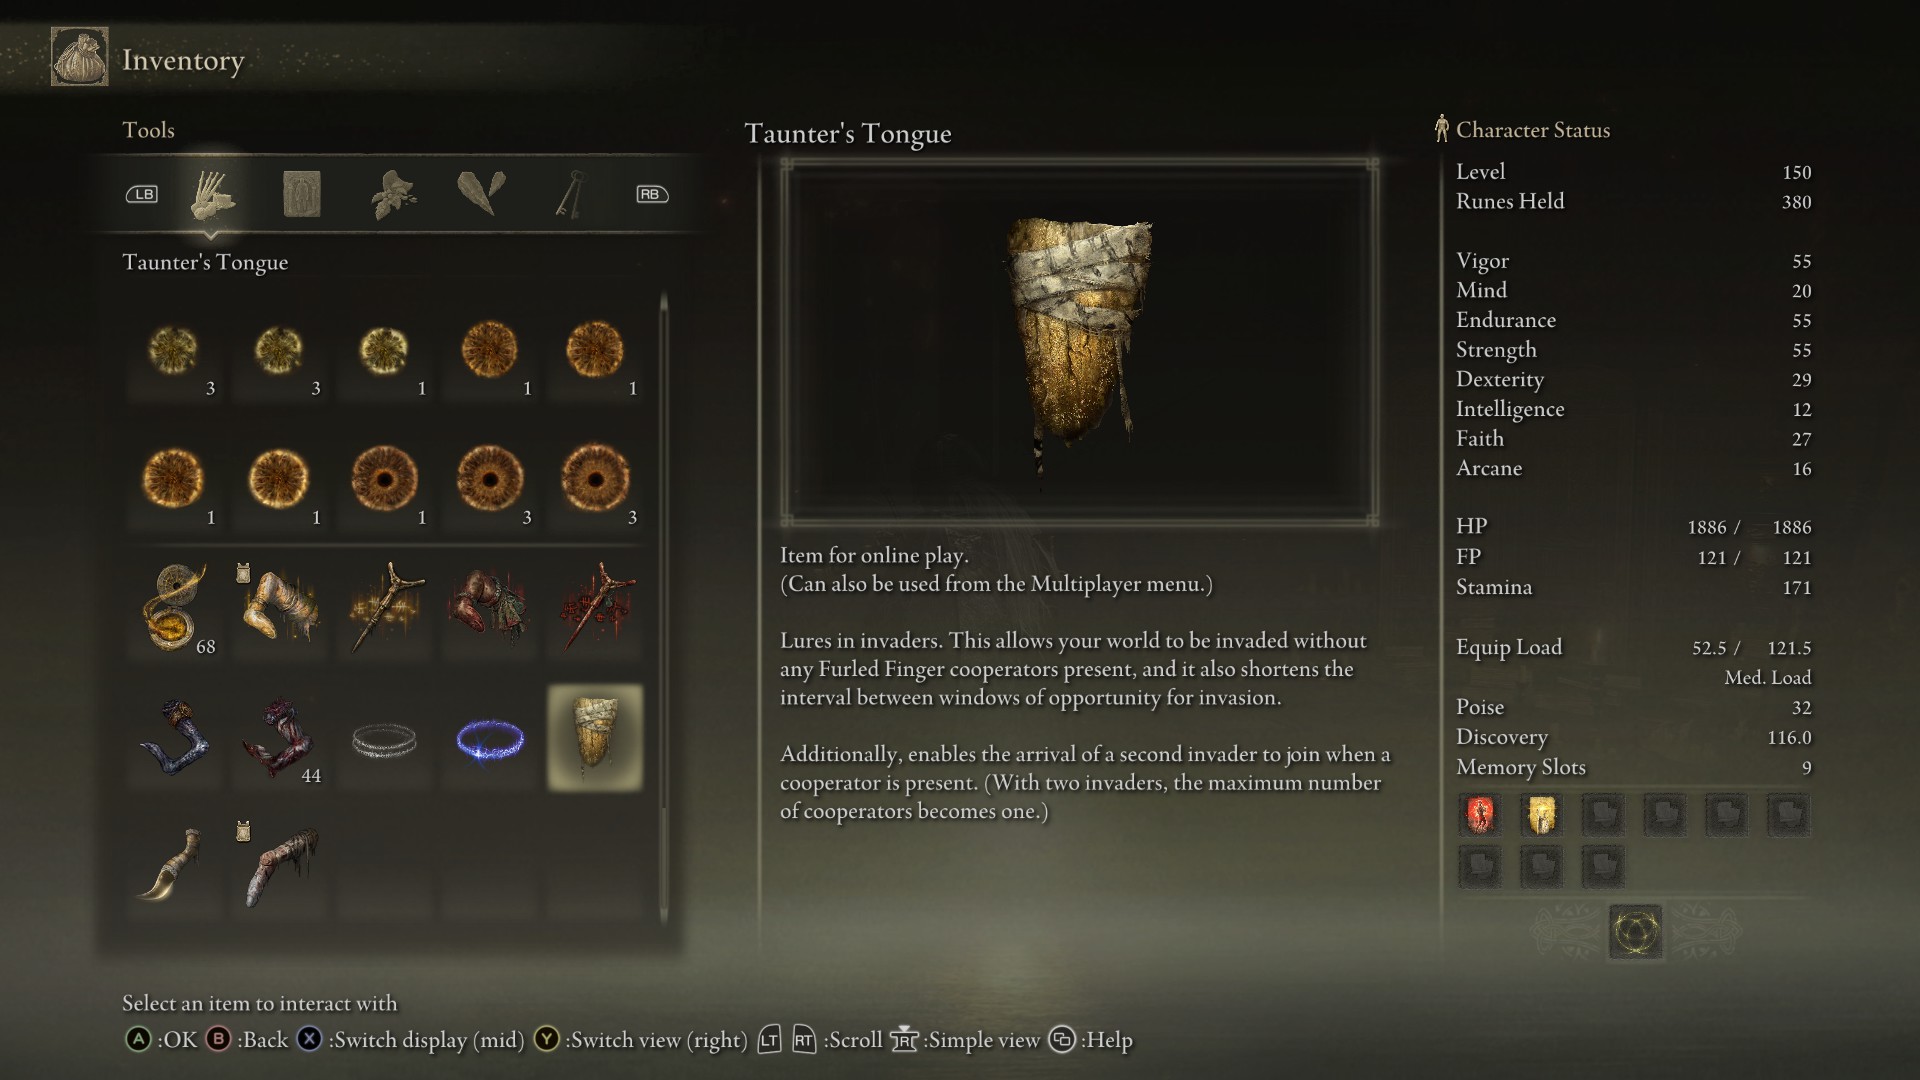 Inventory
Tools
LB
RB
Taunter's Tongue
3 3 1 1 1
1 1 1 3 3
68
44
Taunter's Tongue
Item for online play.
(Can also be used from the Multiplayer menu.)
Lures in invaders. This allows your world to be invaded without
any Furled Finger cooperators present, and it also shortens the
interval between windows of opportunity for invasion.
Additionally, enables the arrival of a second invader to join when a
cooperator is present. (With two invaders, the maximum number
of cooperators becomes one.)
Character Status
Level 150
Runes Held 380
Vigor 55
Mind 20
Endurance 55
Strength 55
Dexterity 29
Intelligence 12
Faith 27
Arcane 16
HP 1886 / 1886
FP 121 / 121
Stamina 171
Equip Load 52.5 / 121.5
Med. Load
Poise 32
Discovery 116.0
Memory Slots 9
Select an item to interact with
A :OK B :Back X :Switch display (mid) Y :Switch view (right) LT RT :Scroll R :Simple view :Help